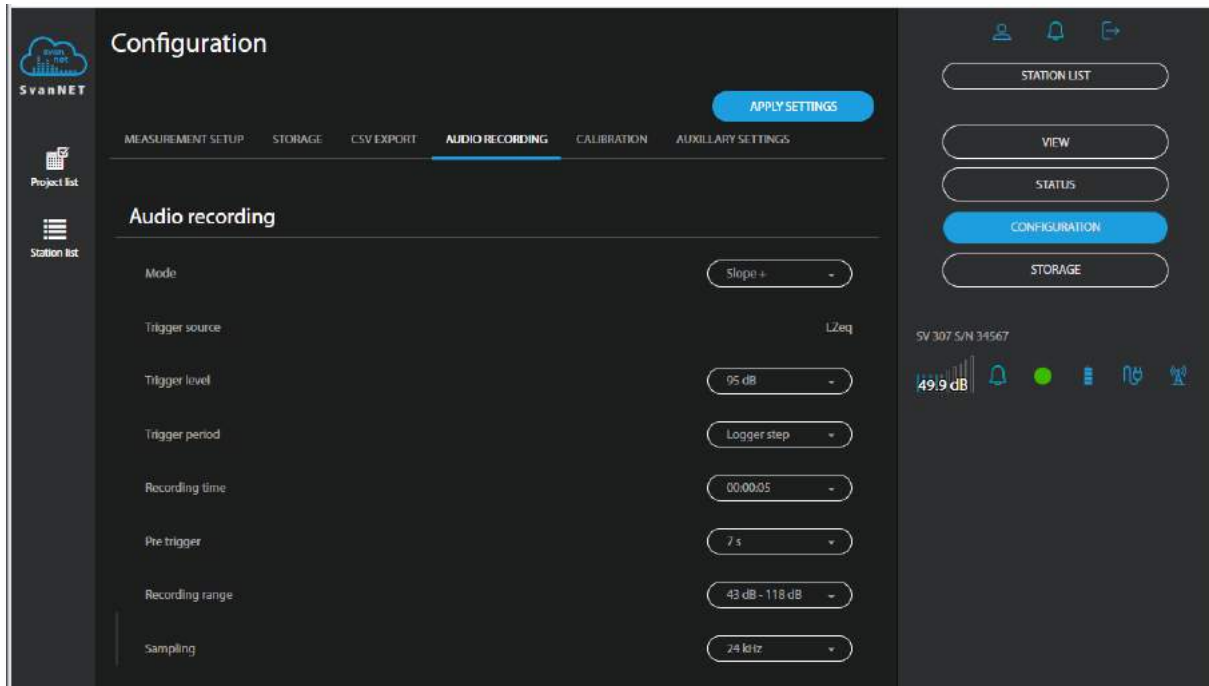 svan
net
SvanNET
Project list
Station list
Configuration
APPLY SETTINGS
MEASUREMENT SETUP STORAGE CSV EXPORT AUDIO RECORDING CALIBRATION AUXILLARY SETTINGS
Audio recording
Mode Slope +
Trigger source LZeq
Trigger level 95 dB
Trigger period Logger step
Recording time 00:00:05
Pre trigger 7 s
Recording range 43 dB - 118 dB
Sampling 24 kHz
STATION LIST
VIEW
STATUS
CONFIGURATION
STORAGE
SV 307 S/N 34567
49.9 dB